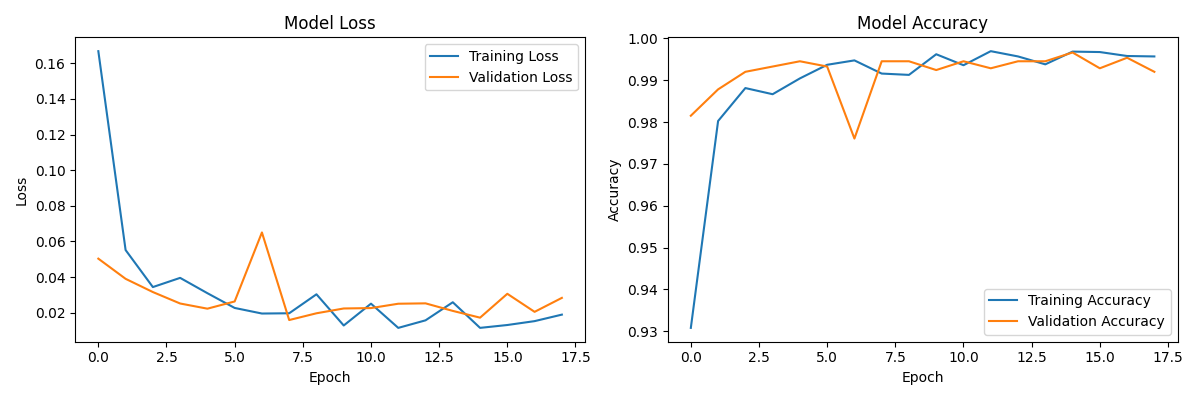 Model Loss
Training Loss
Validation Loss
Loss
0.16
0.14
0.12
0.10
0.08
0.06
0.04
0.02
0.0 2.5 5.0 7.5 10.0 12.5 15.0 17.5
Epoch
Model Accuracy
Accuracy
1.00
0.99
0.98
0.97
0.96
0.95
0.94
0.93
Training Accuracy
Validation Accuracy
0.0 2.5 5.0 7.5 10.0 12.5 15.0 17.5
Epoch